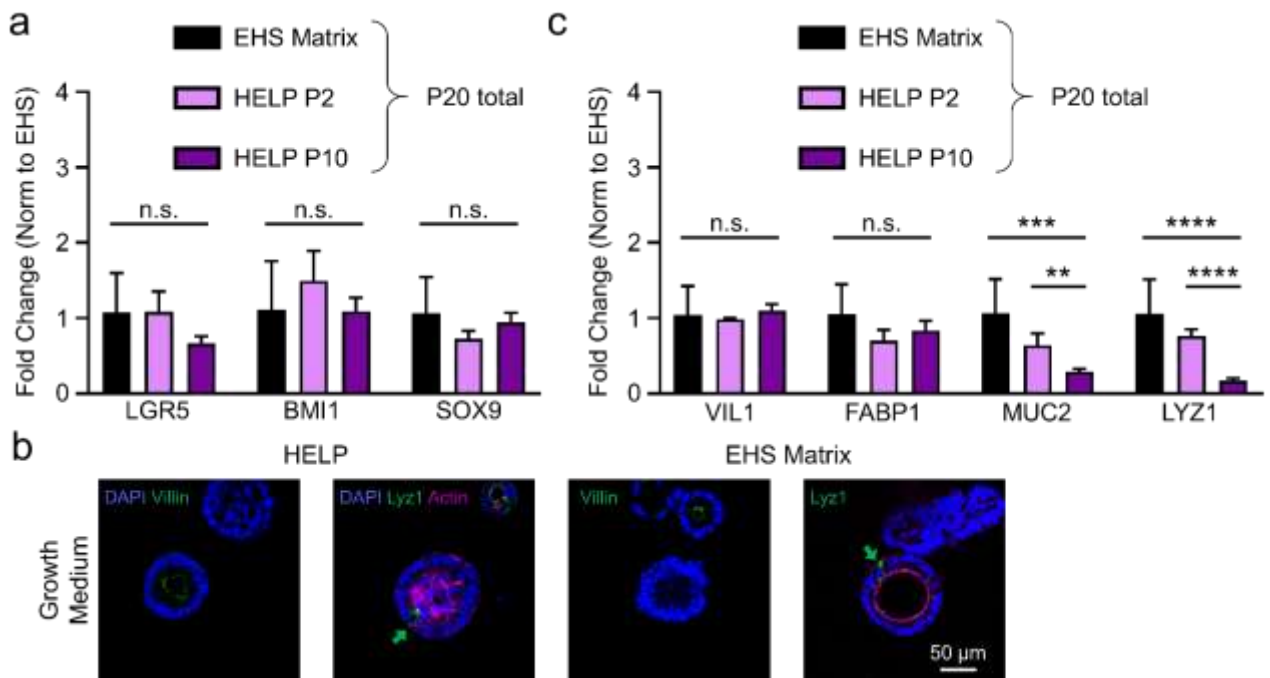 a
EHS Matrix
HELP P2
HELP P10
P20 total
Fold Change (Norm to EHS)
4
3
2
1
0
n.s.
n.s.
n.s.
LGR5
BMI1
SOX9
c
EHS Matrix
HELP P2
HELP P10
P20 total
Fold Change (Norm to EHS)
4
3
2
1
0
n.s.
n.s.
***
**
****
****
VIL1
FABP1
MUC2
LYZ1
b
HELP
EHS Matrix
Growth
Medium
DAPI Villin
DAPI Lyz1 Actin
Villin
Lyz1
50 μm